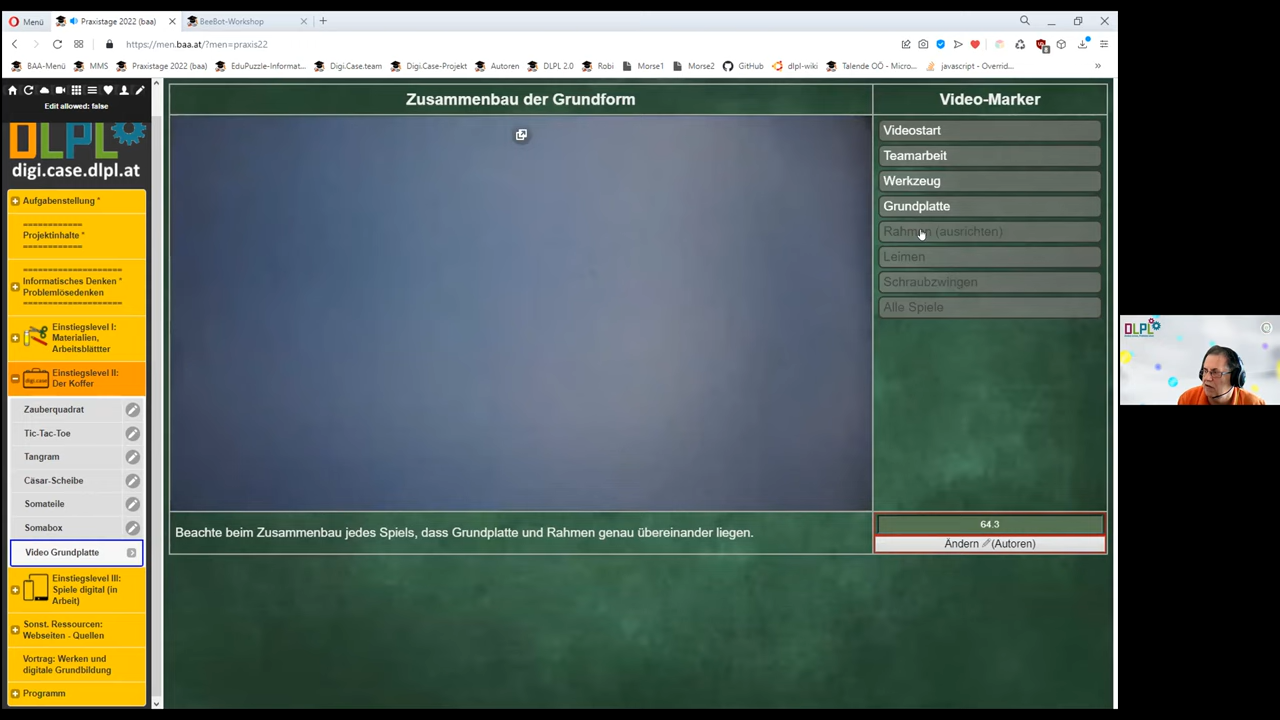 Menü
Praxistage 2022 (baa)
BeeBot-Workshop
https://men.baa.at/?men=praxis22
BAA-Menü
MMS
Praxistage 2022 (baa)
EduPuzzle-Informat...
Digi.Case.team
Digi.Case-Projekt
Autoren
DLPL 2.0
Robi
Morse1
Morse2
GitHub
dlpl-wiki
Talende OÖ - Micro...
javascript - Overrid...
Edit allowed: false
DLPL
digi.case.dlpl.at
Aufgabenstellung *
============
Projektinhalte *
============
====================
Informatisches Denken *
Problemlösedenken
====================
Einstiegslevel I:
Materialien,
Arbeitsblättter
digi.case
Einstiegslevel II:
Der Koffer
Zauberquadrat
Tic-Tac-Toe
Tangram
Cäsar-Scheibe
Somateile
Somabox
Video Grundplatte
Einstiegslevel III:
Spiele digital (in
Arbeit)
Sonst. Ressourcen:
Webseiten - Quellen
Vortrag: Werken und
digitale Grundbildung
Programm
Zusammenbau der Grundform
Beachte beim Zusammenbau jedes Spiels, dass Grundplatte und Rahmen genau übereinander liegen.
Video-Marker
Videostart
Teamarbeit
Werkzeug
Grundplatte
Rahmen (ausrichten)
Leimen
Schraubzwingen
Alle Spiele
64.3
Ändern (Autoren)
DLPL